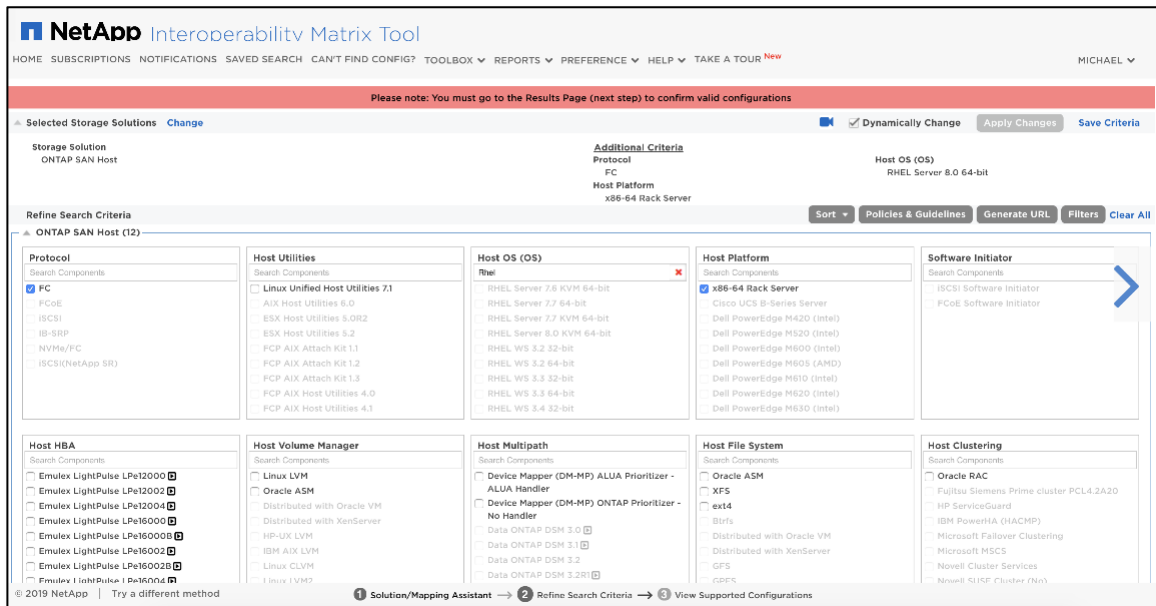 NetApp Interoperability Matrix Tool
HOME SUBSCRIPTIONS NOTIFICATIONS SAVED SEARCH CAN'T FIND CONFIG? TOOLBOX REPORTS PREFERENCE HELP TAKE A TOUR New MICHAEL
Please note: You must go to the Results Page (next step) to confirm valid configurations
Selected Storage Solutions Change Dynamically Change Apply Changes Save Criteria
Storage Solution
ONTAP SAN Host
Additional Criteria
Protocol
FC
Host Platform
x86-64 Rack Server
Host OS (OS)
RHEL Server 8.0 64-bit
Refine Search Criteria Sort Policies & Guidelines Generate URL Filters Clear All
ONTAP SAN Host (12)
Protocol
Search Components
FC
FCoE
iSCSI
IB-SRP
NVMe/FC
iSCSI(NetApp SR)
Host Utilities
Search Components
Linux Unified Host Utilities 7.1
AIX Host Utilities 6.0
ESX Host Utilities 5.0R2
ESX Host Utilities 5.2
FCP AIX Attach Kit 1.1
FCP AIX Attach Kit 1.2
FCP AIX Attach Kit 1.3
FCP AIX Host Utilities 4.0
FCP AIX Host Utilities 4.1
Host OS (OS)
Rhel
RHEL Server 7.6 KVM 64-bit
RHEL Server 7.7 64-bit
RHEL Server 7.7 KVM 64-bit
RHEL Server 8.0 KVM 64-bit
RHEL WS 3.2 32-bit
RHEL WS 3.2 64-bit
RHEL WS 3.3 32-bit
RHEL WS 3.3 64-bit
RHEL WS 3.4 32-bit
Host Platform
Search Components
x86-64 Rack Server
Cisco UCS B-Series Server
Dell PowerEdge M420 (Intel)
Dell PowerEdge M520 (Intel)
Dell PowerEdge M600 (Intel)
Dell PowerEdge M605 (AMD)
Dell PowerEdge M610 (Intel)
Dell PowerEdge M620 (Intel)
Dell PowerEdge M630 (Intel)
Software Initiator
Search Components
iSCSI Software Initiator
FCoE Software Initiator
Host HBA
Search Components
Emulex LightPulse LPe12000
Emulex LightPulse LPe12002
Emulex LightPulse LPe12004
Emulex LightPulse LPe16000
Emulex LightPulse LPe16000B
Emulex LightPulse LPe16002
Emulex LightPulse LPe16002B
Emulex LightPulse LPe16004
Host Volume Manager
Search Components
Linux LVM
Oracle ASM
Distributed with Oracle VM
Distributed with XenServer
HP-UX LVM
IBM AIX LVM
Linux CLVM
Linux LVM2
Host Multipath
Search Components
Device Mapper (DM-MP) ALUA Prioritizer -
ALUA Handler
Device Mapper (DM-MP) ONTAP Prioritizer -
No Handler
Data ONTAP DSM 3.0
Data ONTAP DSM 3.1
Data ONTAP DSM 3.2
Data ONTAP DSM 3.2R1
Host File System
Search Components
Oracle ASM
XFS
ext4
Btrfs
Distributed with Oracle VM
Distributed with XenServer
GFS
GPFS
Host Clustering
Search Components
Oracle RAC
Fujitsu Siemens Prime cluster PCL4.2A20
HP ServiceGuard
IBM PowerHA (HACMP)
Microsoft Failover Clustering
Microsoft MSCS
Novell Cluster Services
Novell SUSE Cluster (No)
© 2019 NetApp | Try a different method 1 Solution/Mapping Assistant → 2 Refine Search Criteria → 3 View Supported Configurations